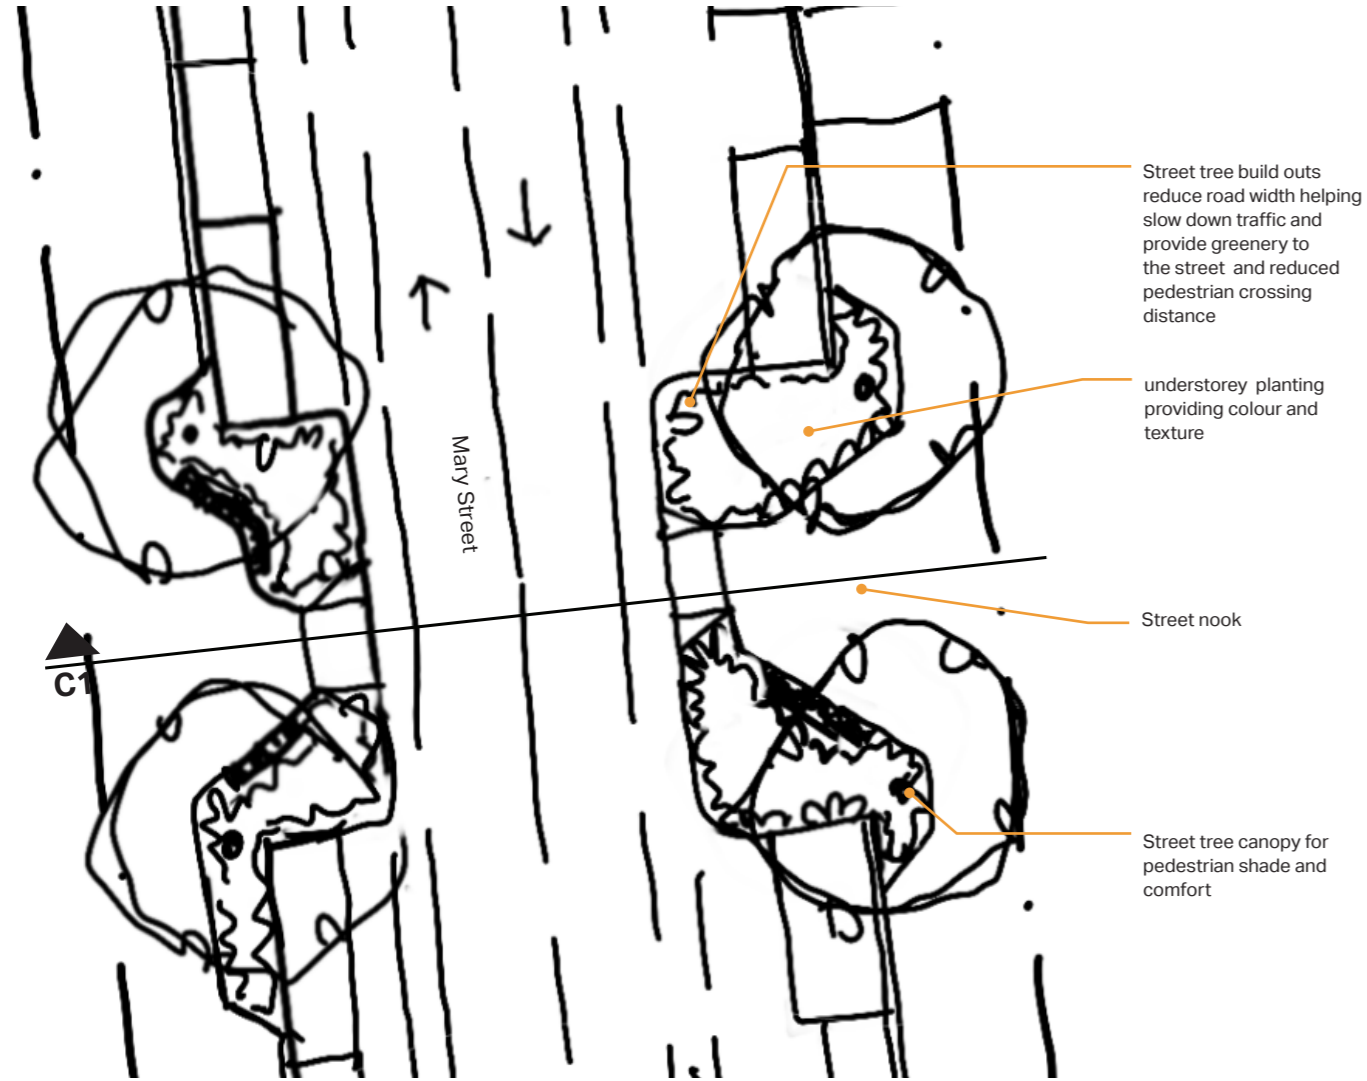 Street tree build outs
reduce road width helping
slow down traffic and
provide greenery to
the street and reduced
pedestrian crossing
distance
understorey planting
providing colour and
texture
Mary Street
Street nook
C1
Street tree canopy for
pedestrian shade and
comfort